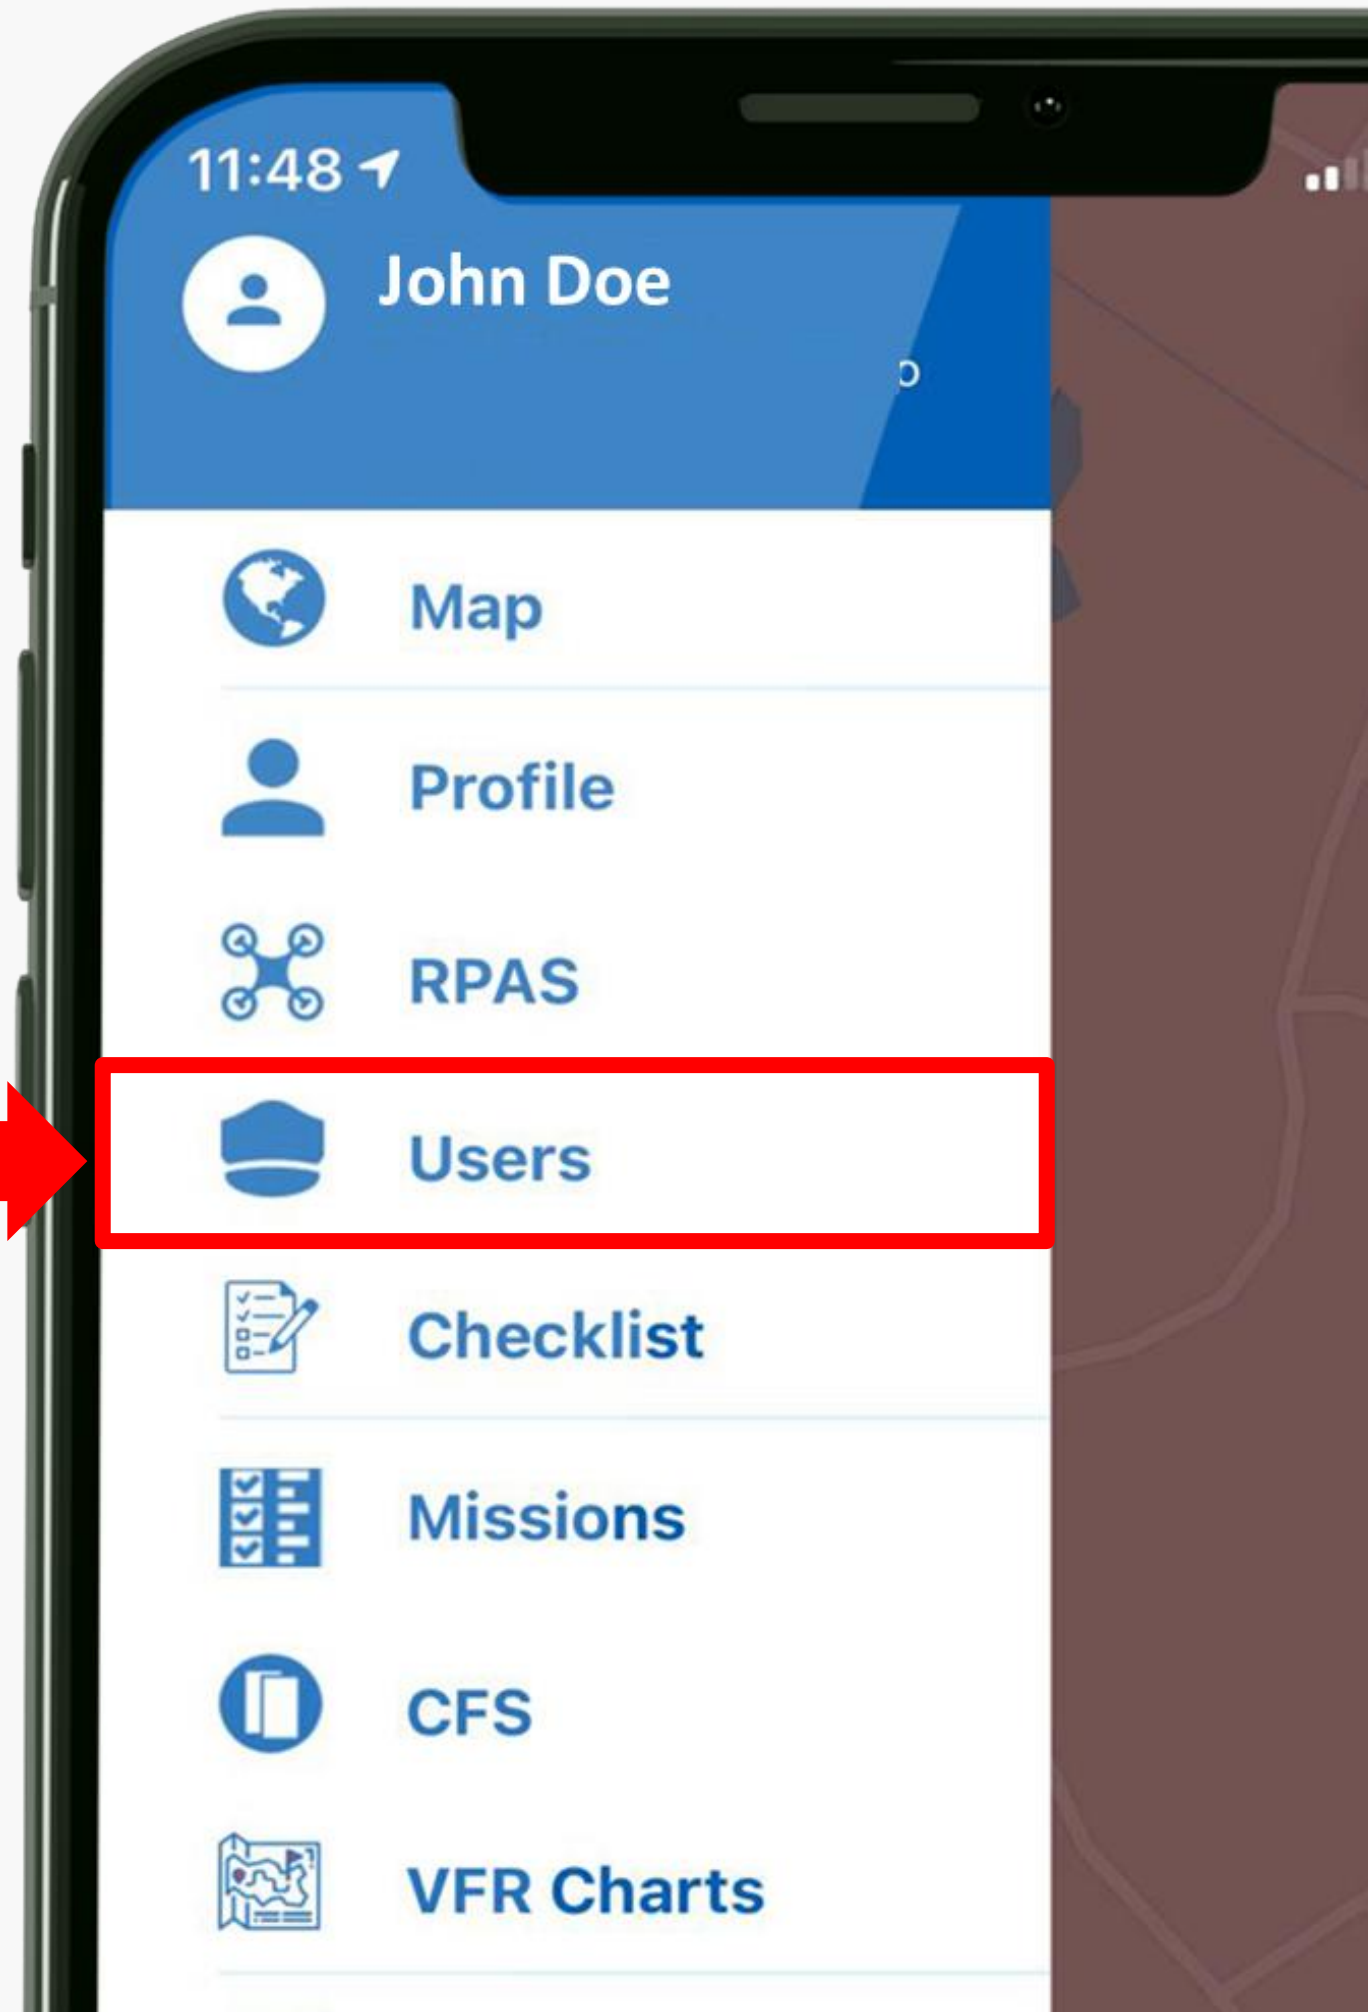 11:48
John Doe
o
Map
Profile
RPAS
Users
Checklist
Missions
CFS
VFR Charts